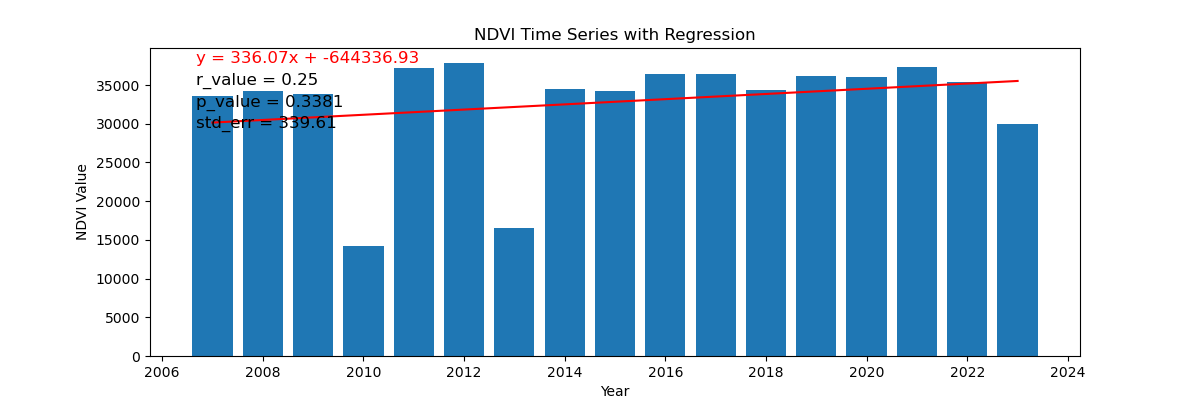 NDVI Time Series with Regression
y = 336.07x + -644336.93
r_value = 0.25
p_value = 0.3381
std_err = 339.61
NDVI Value
35000
30000
25000
20000
15000
10000
5000
0
2006 2008 2010 2012 2014 2016 2018 2020 2022 2024
Year